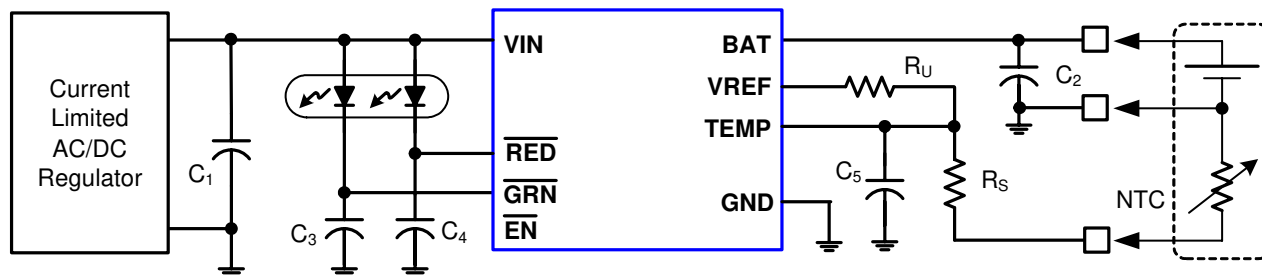 Current
Limited
AC/DC
Regulator
C1
C3
C4
VIN
RED
GRN
EN
BAT
VREF
TEMP
GND
RU
C5
RS
C2
NTC